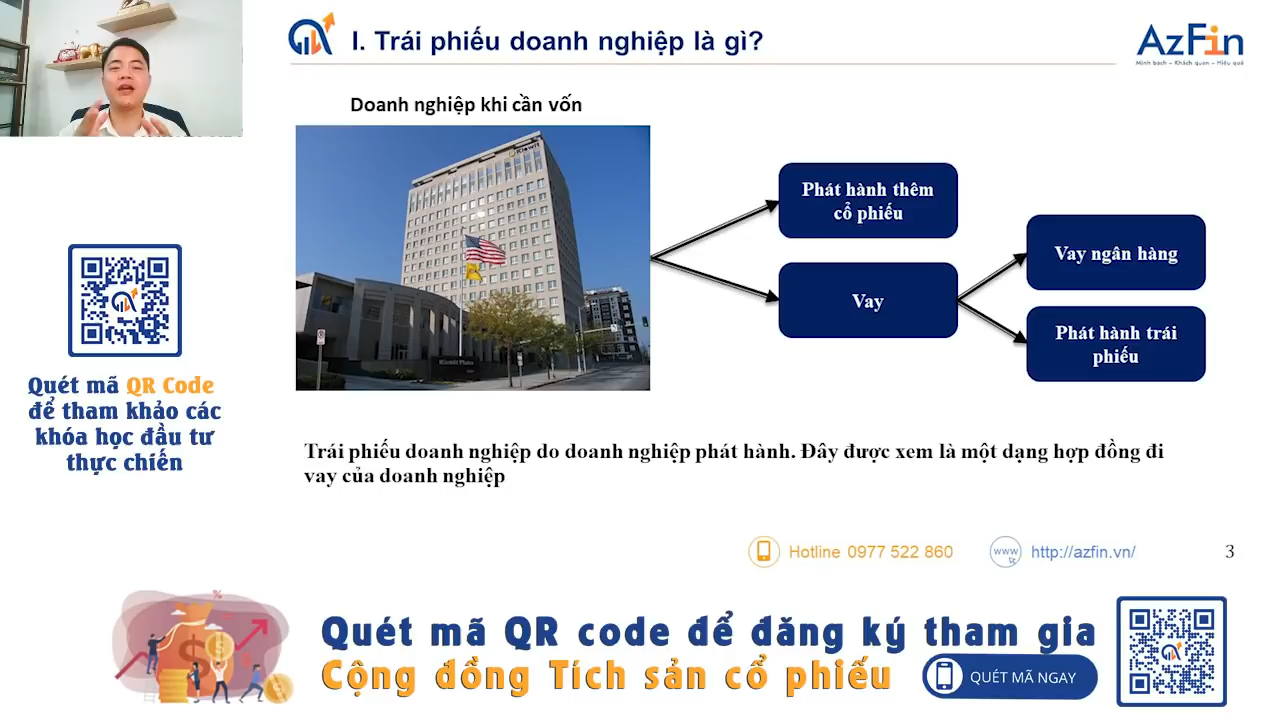 I. Trái phiếu doanh nghiệp là gì?
AzFin
Minh bạch – Khách quan – Hiệu quả
Doanh nghiệp khi cần vốn
Phát hành thêm
cổ phiếu
Vay
Vay ngân hàng
Phát hành trái
phiếu
Quét mã QR Code
để tham khảo các
khóa học đầu tư
thực chiến
Trái phiếu doanh nghiệp do doanh nghiệp phát hành. Đây được xem là một dạng hợp đồng đi
vay của doanh nghiệp
Hotline 0977 522 860
www
http://azfin.vn/
3
Quét mã QR code để đăng ký tham gia
Cộng đồng Tích sản cổ phiếu
QUÉT MÃ NGAY